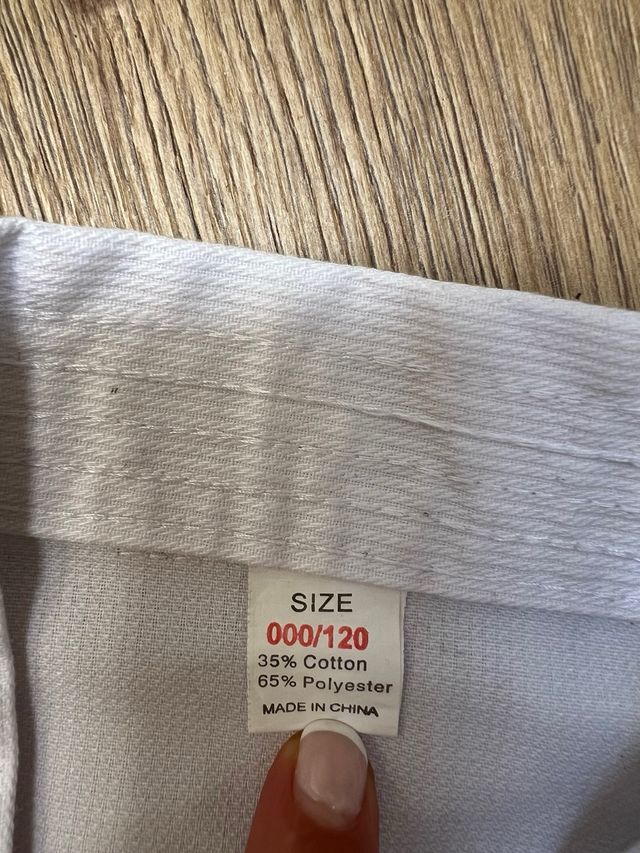 SIZE
000/120
35% Cotton
65% Polyester
MADE IN CHINA